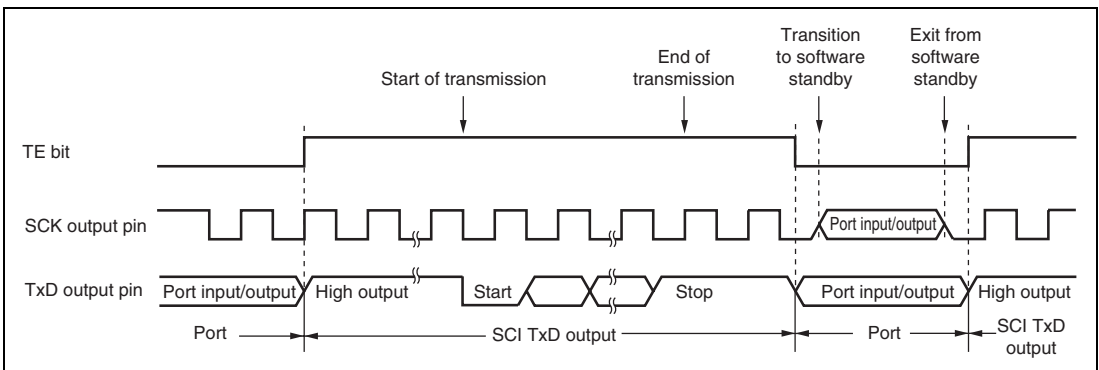 Transition
to software
standby
Exit from
software
standby
End of
transmission
Start of transmission
TE bit
SCK output pin
Port input/output
TxD output pin
Port input/output
High output
Start
Stop
Port input/output
High output
Port
SCI TxD output
Port
SCI TxD
output